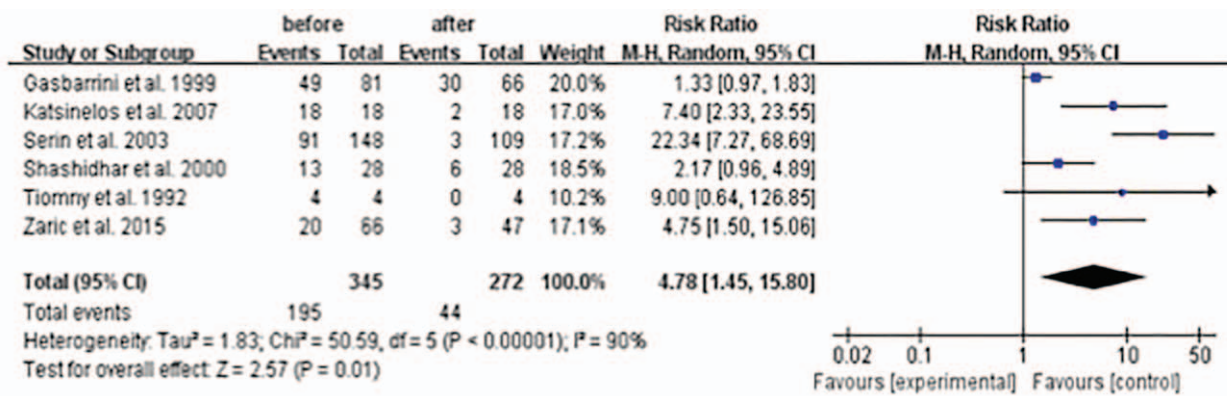 before after Risk Ratio Risk Ratio
Study or Subgroup Events Total Events Total Weight M-H, Random, 95% CI M-H, Random, 95% CI
Gasbarrini et al. 1999 49 81 30 66 20.0% 1.33 [0.97, 1.83]
Katsinelos et al. 2007 18 18 2 18 17.0% 7.40 [2.33, 23.55]
Serin et al. 2003 91 148 3 109 17.2% 22.34 [7.27, 68.69]
Shashidhar et al. 2000 13 28 6 28 18.5% 2.17 [0.96, 4.89]
Tiomny et al. 1992 4 4 0 4 10.2% 9.00 [0.64, 126.85]
Zaric et al. 2015 20 66 3 47 17.1% 4.75 [1.50, 15.06]
Total (95% CI) 345 272 100.0% 4.78 [1.45, 15.80]
Total events 195 44
Heterogeneity: Tau² = 1.83; Chi² = 50.59, df = 5 (P < 0.00001); I² = 90%
Test for overall effect: Z = 2.57 (P = 0.01)
0.02 0.1 1 10 50
Favours [experimental] Favours [control]